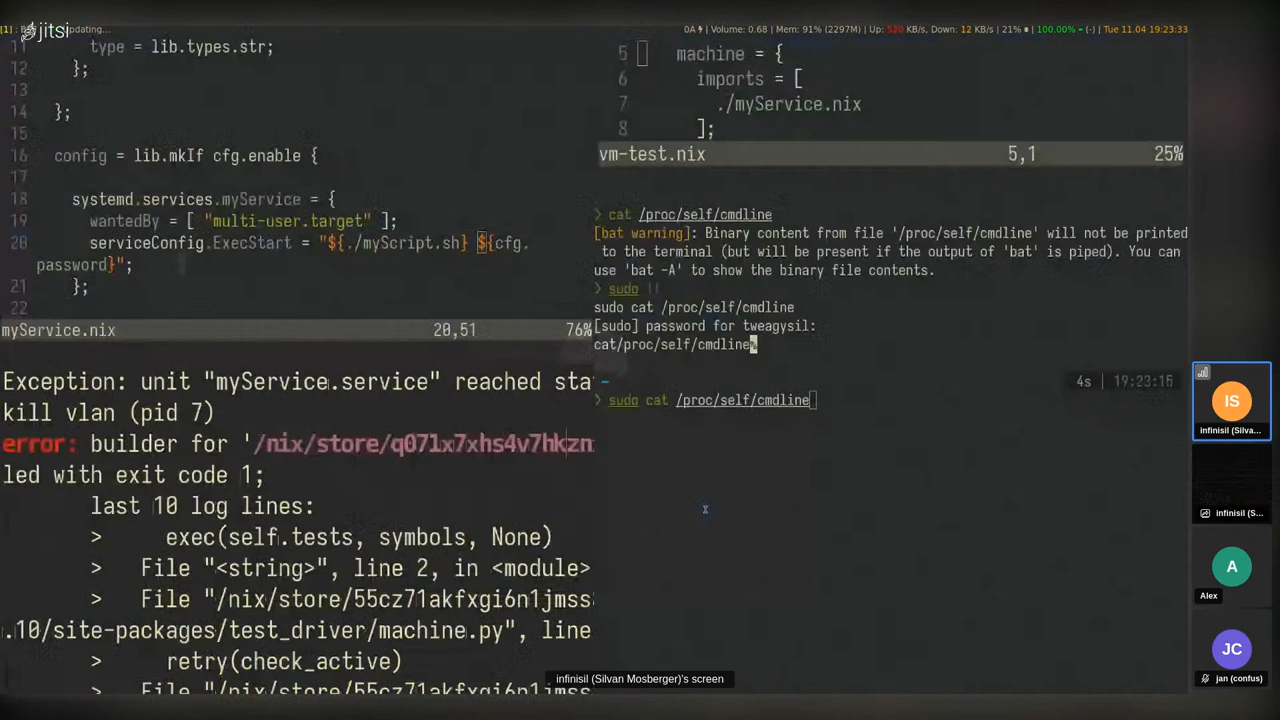 jitsi
0A | Volume: 0.68 | Mem: 91% (2297M) | Up: 520 KB/s, Down: 12 KB/s | 21% | 100.00% = (-) | Tue 11.04 19:23:33
11 type = lib.types.str;
12 };
13
14 };
15
16 config = lib.mkIf cfg.enable {
17
18 systemd.services.myService = {
19 wantedBy = [ "multi-user.target" ];
20 serviceConfig.ExecStart = "${./myScript.sh} ${cfg.
password}";
21 };
22
myService.nix 20,51 76%
Exception: unit "myService.service" reached sta
kill vlan (pid 7)
error: builder for '/nix/store/q07lx7xhs4v7hkzn
led with exit code 1;
last 10 log lines:
> exec(self.tests, symbols, None)
> File "<string>", line 2, in <module>
> File "/nix/store/55cz71akfxgi6n1jmss
.10/site-packages/test_driver/machine.py", line
> retry(check_active)
> File "/nix/store/
5 machine = {
6 imports = [
7 ./myService.nix
8 ];
vm-test.nix 5,1 25%
> cat /proc/self/cmdline
[bat warning]: Binary content from file '/proc/self/cmdline' will not be printed
to the terminal (but will be present if the output of 'bat' is piped). You can
use 'bat -A' to show the binary file contents.
> sudo !!
sudo cat /proc/self/cmdline
[sudo] password for tweagysil:
cat/proc/self/cmdline%
~ 4s | 19:23:15
> sudo cat /proc/self/cmdline
IS
infinisil (Silva...
infinisil (S...
A
Alex
JC
jan (confus)
infinisil (Silvan Mosberger)'s screen